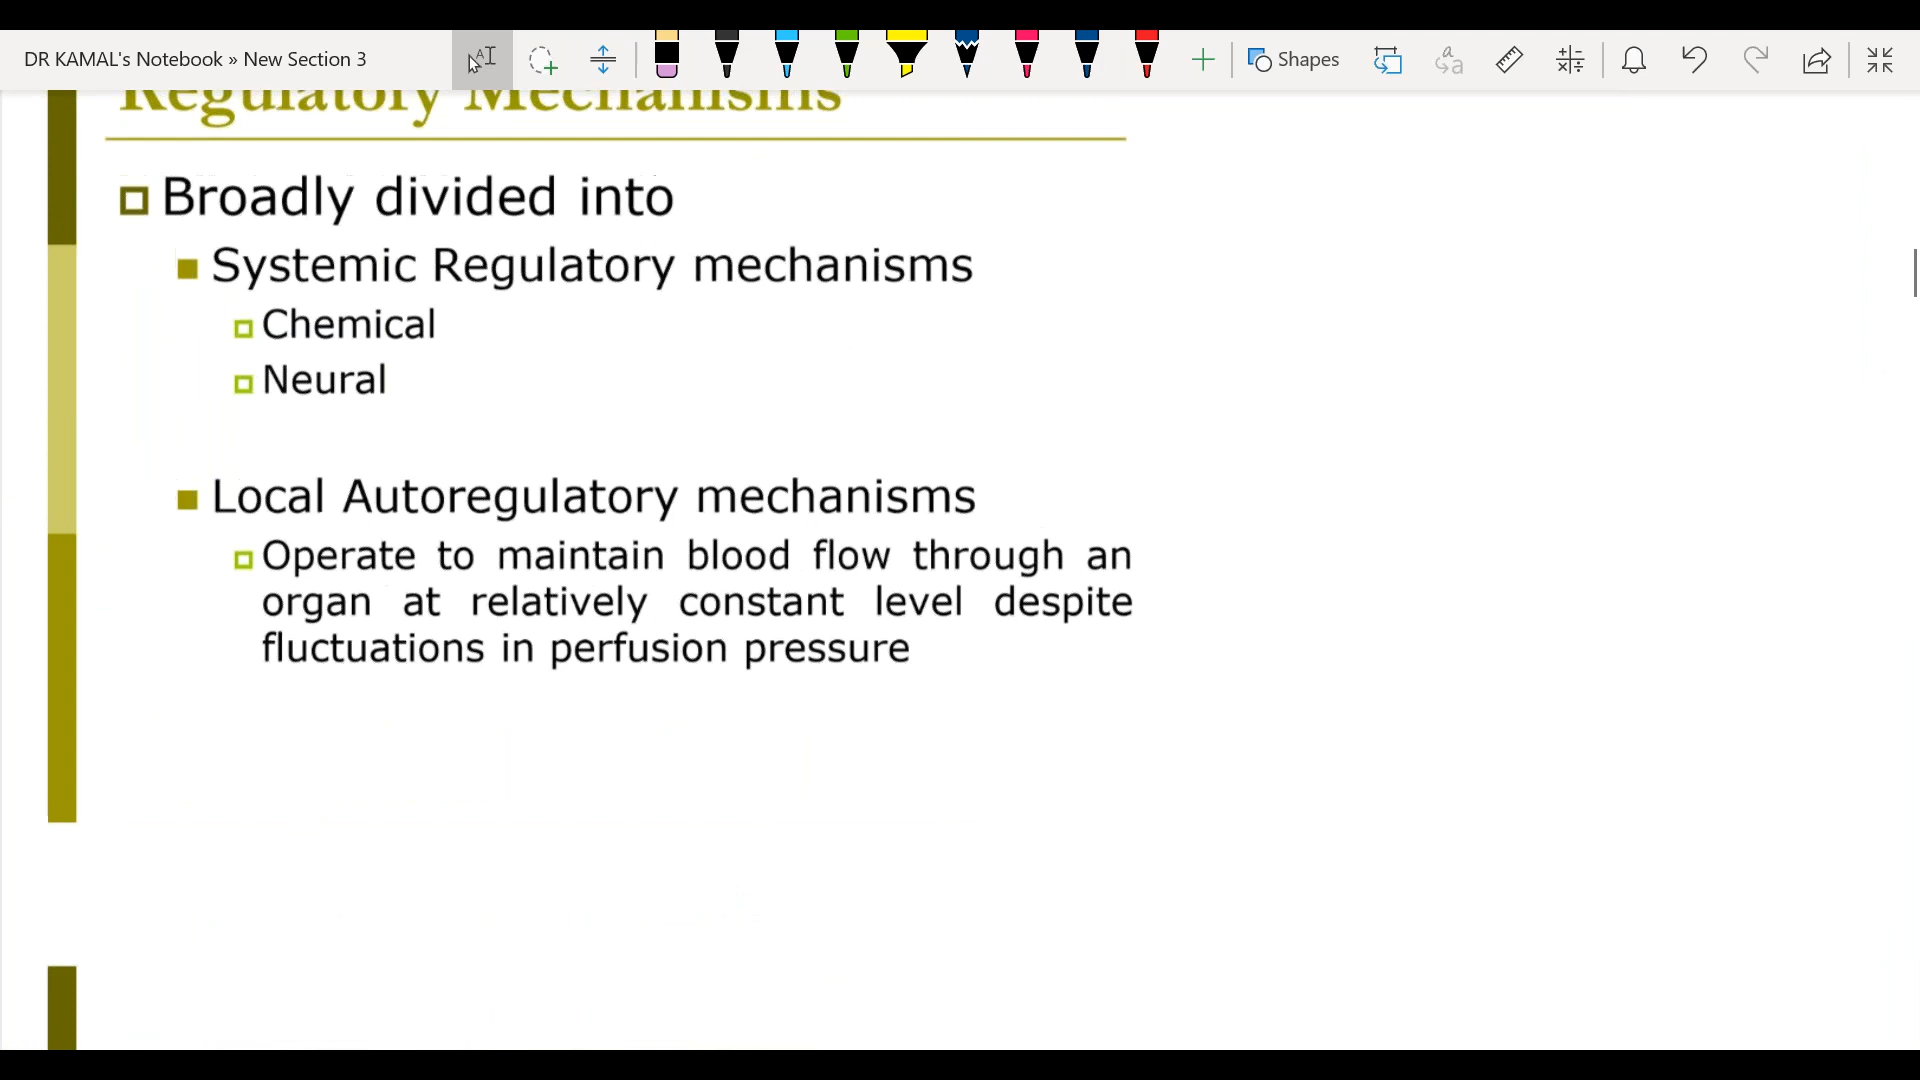 DR KAMAL's Notebook » New Section 3
Shapes
Regulatory Mechanisms
Broadly divided into
Systemic Regulatory mechanisms
Chemical
Neural
Local Autoregulatory mechanisms
Operate to maintain blood flow through an
organ at relatively constant level despite
fluctuations in perfusion pressure